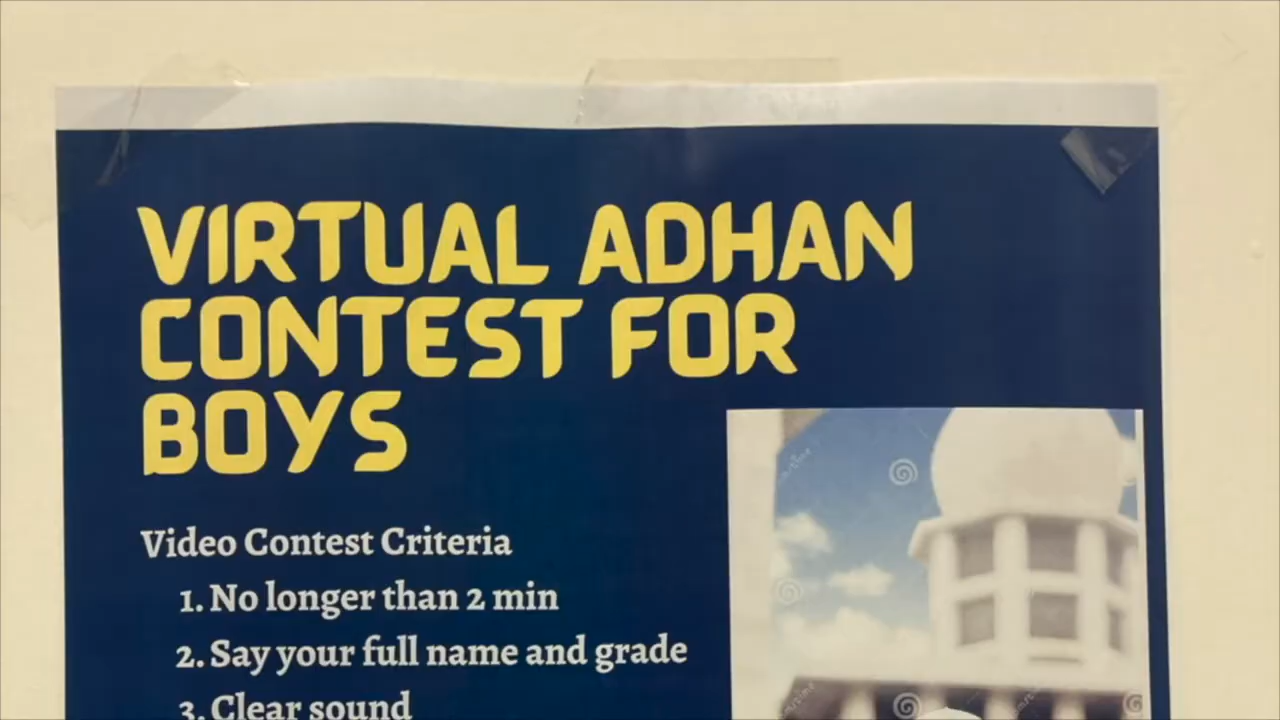 VIRTUAL ADHAN
CONTEST FOR
BOYS
Video Contest Criteria
1. No longer than 2 min
2. Say your full name and grade
3. Clear sound